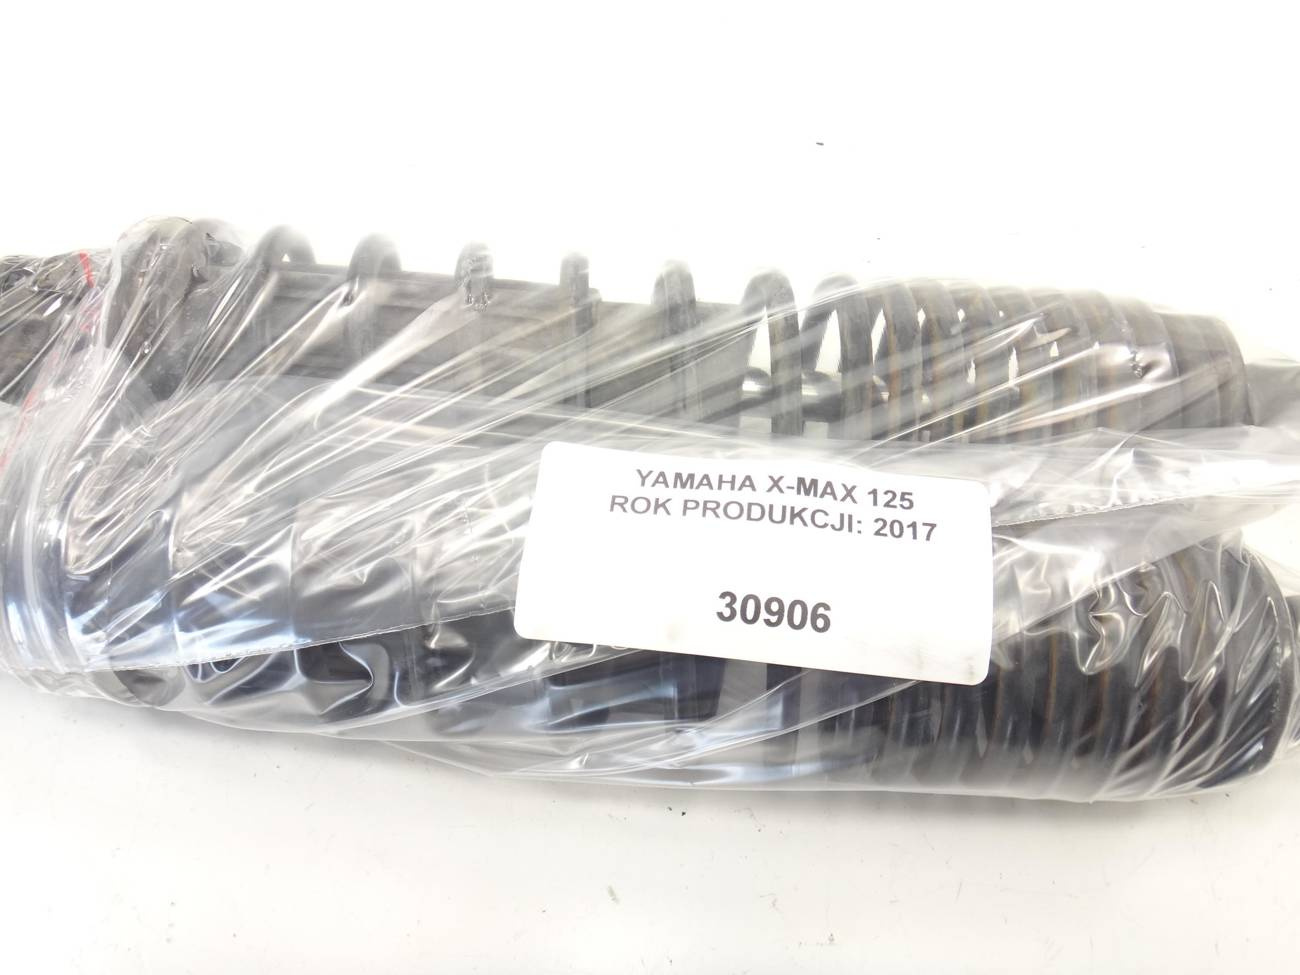 YAMAHA X-MAX 125
ROK PRODUKCJI: 2017
30906